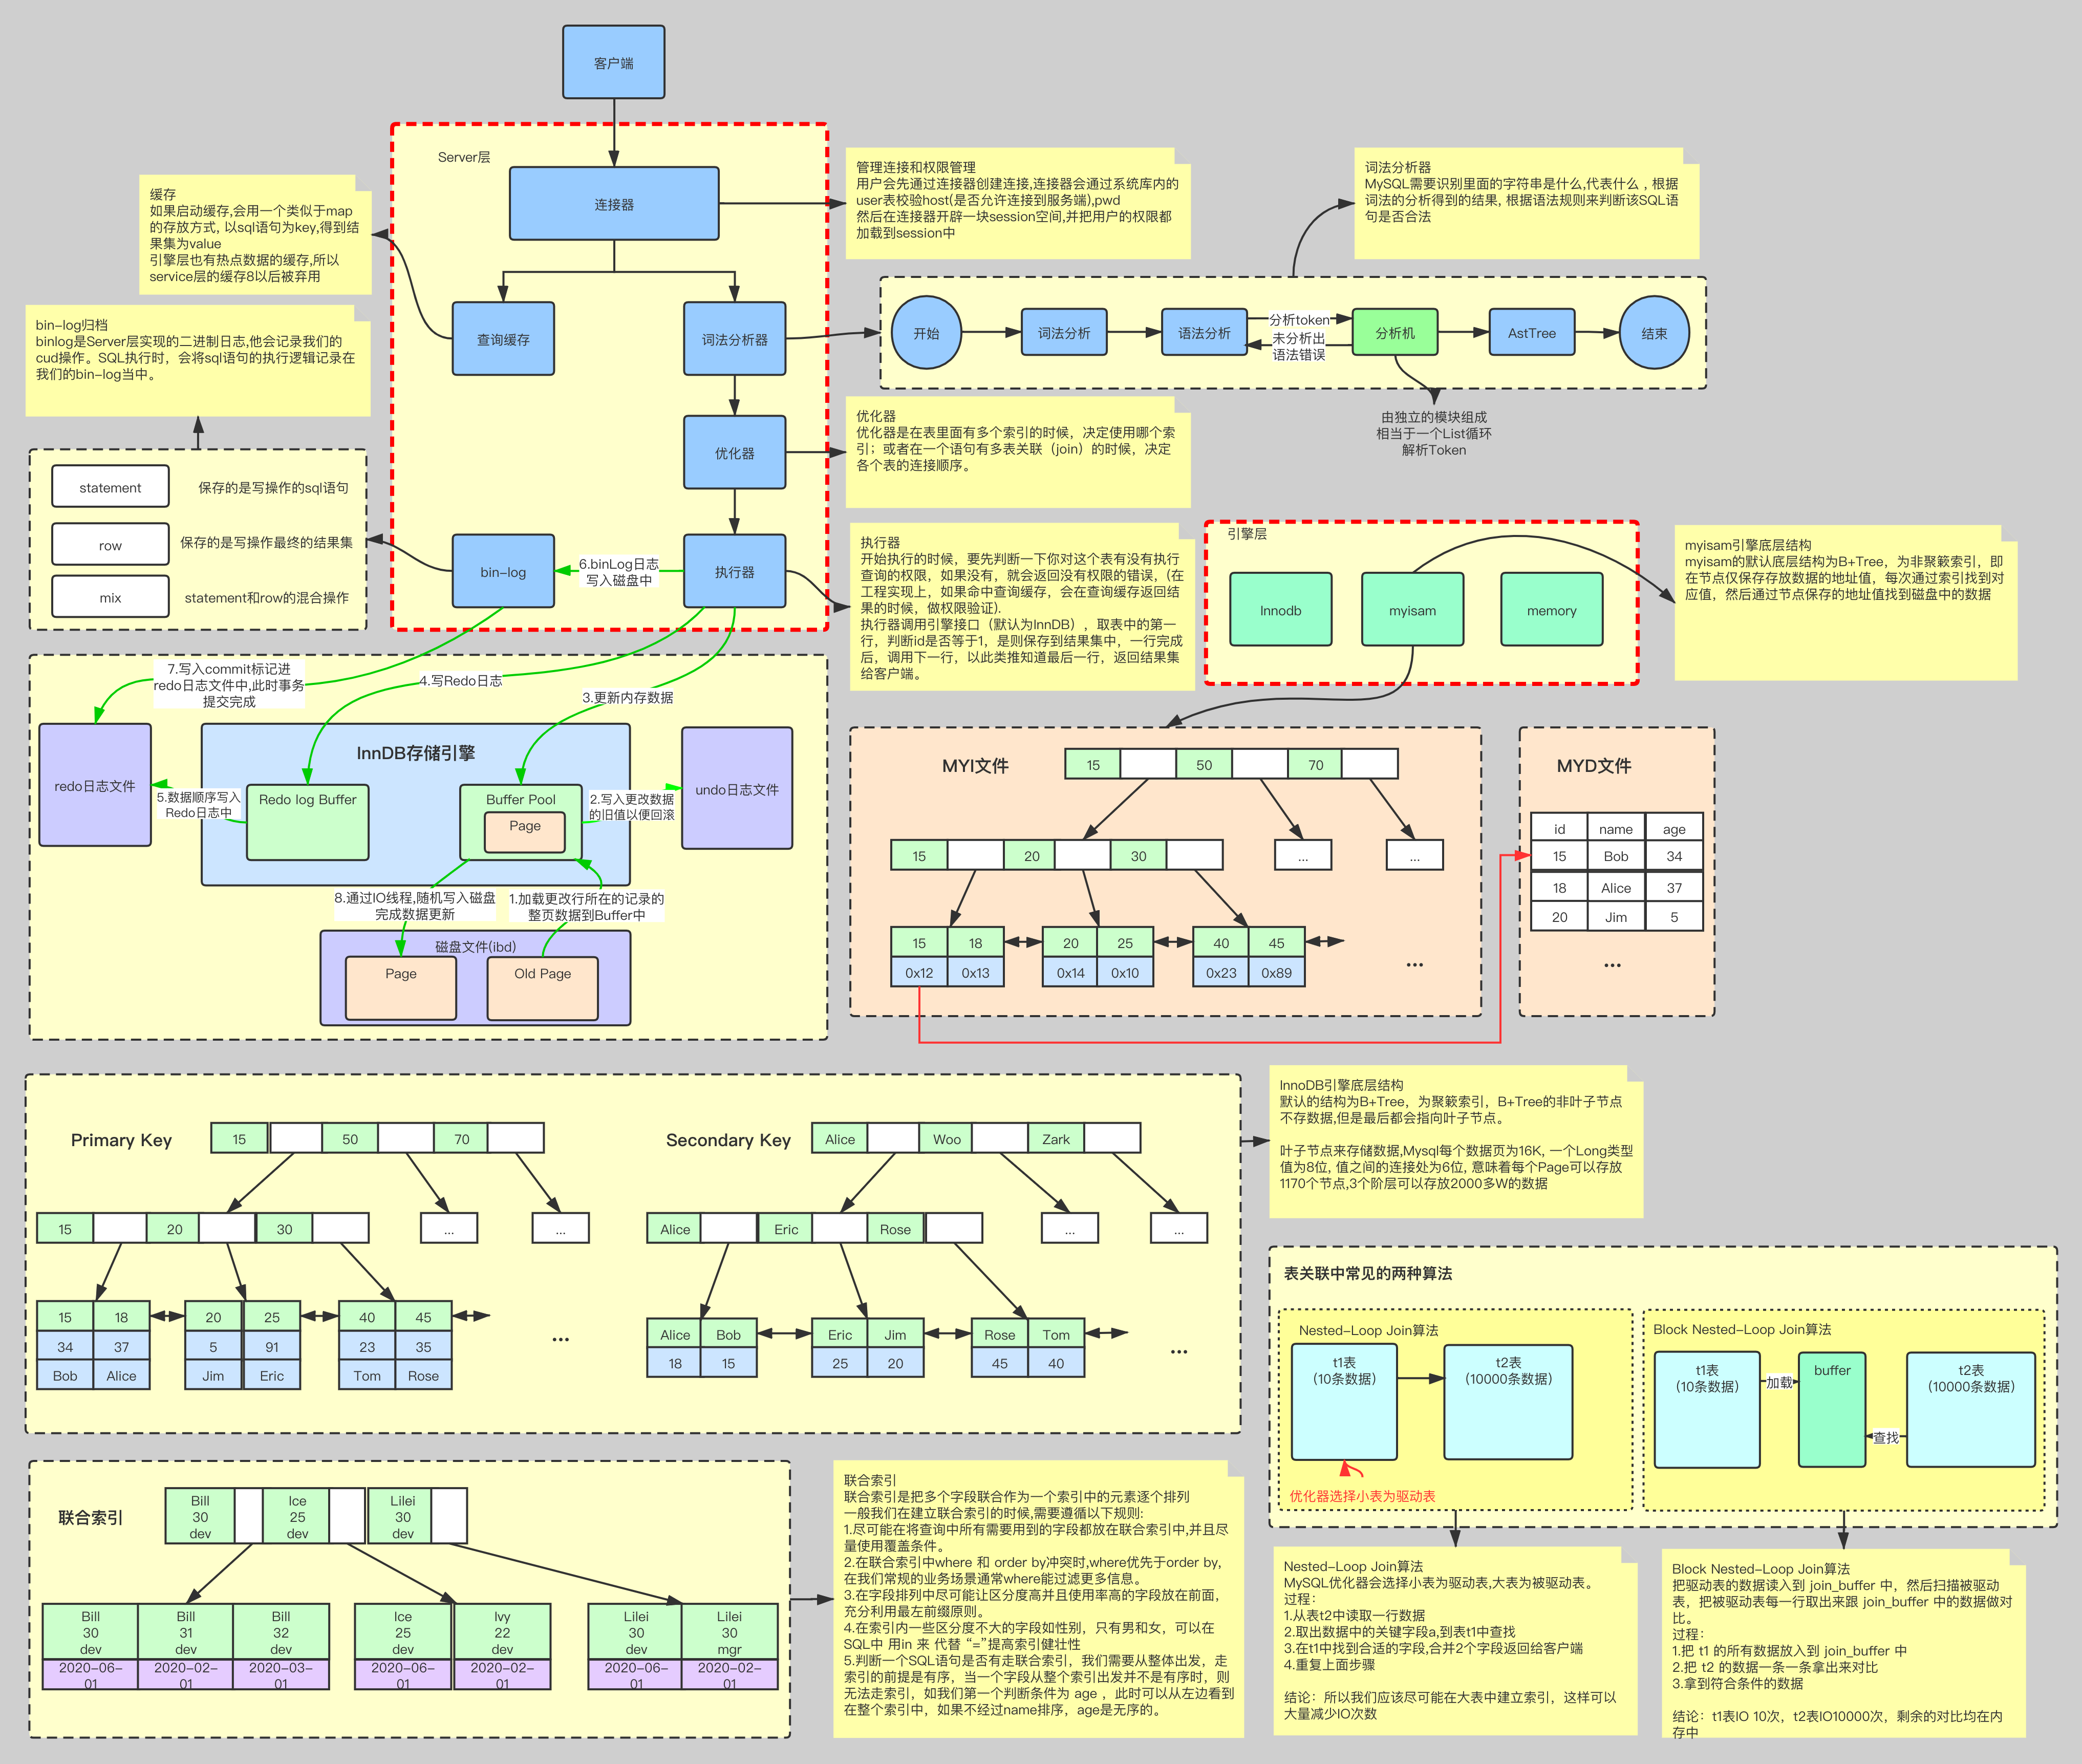 客户端
Server层
连接器
查询缓存
词法分析器
优化器
bin-log
6.binLog日志
写入磁盘中
执行器
缓存
如果启动缓存,会用一个类似于map
的存放方式, 以sql语句为key,得到结
果集为value
引擎层也有热点数据的缓存,所以
service层的缓存8以后被弃用
bin-log归档
binlog是Server层实现的二进制日志,他会记录我们的
cud操作。SQL执行时，会将sql语句的执行逻辑记录在
我们的bin-log当中。
statement
保存的是写操作的sql语句
row
保存的是写操作最终的结果集
mix
statement和row的混合操作
管理连接和权限管理
用户会先通过连接器创建连接,连接器会通过系统库内的
user表校验host(是否允许连接到服务端),pwd
然后在连接器开辟一块session空间,并把用户的权限都
加载到session中
词法分析器
MySQL需要识别里面的字符串是什么,代表什么，根据
词法的分析得到的结果, 根据语法规则来判断该SQL语
句是否合法
开始
词法分析
语法分析
分析token
未分析出
语法错误
分析机
AstTree
结束
由独立的模块组成
相当于一个List循环
解析Token
优化器
优化器是在表里面有多个索引的时候，决定使用哪个索
引；或者在一个语句有多表关联（join）的时候，决定
各个表的连接顺序。
执行器
开始执行的时候，要先判断一下你对这个表有没有执行
查询的权限，如果没有，就会返回没有权限的错误，(在
工程实现上，如果命中查询缓存，会在查询缓存返回结
果的时候，做权限验证).
执行器调用引擎接口（默认为InnDB），取表中的第一
行，判断id是否等于1，是则保存到结果集中，一行完成
后，调用下一行，以此类推知道最后一行，返回结果集
给客户端。
引擎层
Innodb
myisam
memory
myisam引擎底层结构
myisam的默认底层结构为B+Tree，为非聚簌索引，即
在节点仅保存存放数据的地址值，每次通过索引找到对
应值，然后通过节点保存的地址值找到磁盘中的数据
7.写入commit标记进
redo日志文件中,此时事务
提交完成
4.写Redo日志
3.更新内存数据
redo日志文件
InnDB存储引擎
undo日志文件
Redo log Buffer
Buffer Pool
Page
5.数据顺序写入
Redo日志中
2.写入更改数据
的旧值以便回滚
8.通过IO线程,随机写入磁盘
完成数据更新
1.加载更改行所在的记录的
整页数据到Buffer中
磁盘文件(ibd)
Page
Old Page
MYI文件
15 50 70
15 20 30 ... ...
15 18 20 25 40 45
0x12 0x13 0x14 0x10 0x23 0x89
...
MYD文件
id name age
15 Bob 34
18 Alice 37
20 Jim 5
...
Primary Key
15 50 70
15 20 30 ... ...
15 18 20 25 40 45
34 37 5 91 23 35
Bob Alice Jim Eric Tom Rose
...
Secondary Key
Alice Woo Zark
Alice Eric Rose ... ...
Alice Bob Eric Jim Rose Tom
18 15 25 20 45 40
...
InnoDB引擎底层结构
默认的结构为B+Tree，为聚簌索引，B+Tree的非叶子节点
不存数据,但是最后都会指向叶子节点。
叶子节点来存储数据,Mysql每个数据页为16K, 一个Long类型
值为8位, 值之间的连接处为6位, 意味着每个Page可以存放
1170个节点,3个阶层可以存放2000多W的数据
表关联中常见的两种算法
Nested-Loop Join算法
t1表
(10条数据)
t2表
(10000条数据)
优化器选择小表为驱动表
Block Nested-Loop Join算法
t1表
(10条数据)
加载
buffer
查找
t2表
(10000条数据)
联合索引
Bill Ice Lilei
30 25 30
dev dev dev
Bill Bill Bill Ice Ivy Lilei Lilei
30 31 32 25 22 30 30
dev dev dev dev dev dev mgr
2020-06- 2020-02- 2020-03- 2020-06- 2020-02- 2020-06- 2020-02-
01 01 01 01 01 01 01
联合索引
联合索引是把多个字段联合作为一个索引中的元素逐个排列
一般我们在建立联合索引的时候,需要遵循以下规则:
1.尽可能在将查询中所有需要用到的字段都放在联合索引中,并且尽
量使用覆盖条件。
2.在联合索引中where 和 order by冲突时,where优先于order by,
在我们常规的业务场景通常where能过滤更多信息。
3.在字段排列中尽可能让区分度高并且使用率高的字段放在前面，
充分利用最左前缀原则。
4.在索引内一些区分度不大的字段如性别，只有男和女，可以在
SQL中 用in 来 代替 “=”提高索引健壮性
5.判断一个SQL语句是否有走联合索引，我们需要从整体出发，走
索引的前提是有序，当一个字段从整个索引出发并不是有序时，则
无法走索引，如我们第一个判断条件为 age ，此时可以从左边看到
在整个索引中，如果不经过name排序，age是无序的。
Nested-Loop Join算法
MySQL优化器会选择小表为驱动表,大表为被驱动表。
过程：
1.从表t2中读取一行数据
2.取出数据中的关键字段a,到表t1中查找
3.在t1中找到合适的字段,合并2个字段返回给客户端
4.重复上面步骤
结论：所以我们应该尽可能在大表中建立索引，这样可以
大量减少IO次数
Block Nested-Loop Join算法
把驱动表的数据读入到 join_buffer 中，然后扫描被驱动
表，把被驱动表每一行取出来跟 join_buffer 中的数据做对
比。
过程：
1.把 t1 的所有数据放入到 join_buffer 中
2.把 t2 的数据一条一条拿出来对比
3.拿到符合条件的数据
结论：t1表IO 10次，t2表IO10000次，剩余的对比均在内
存中